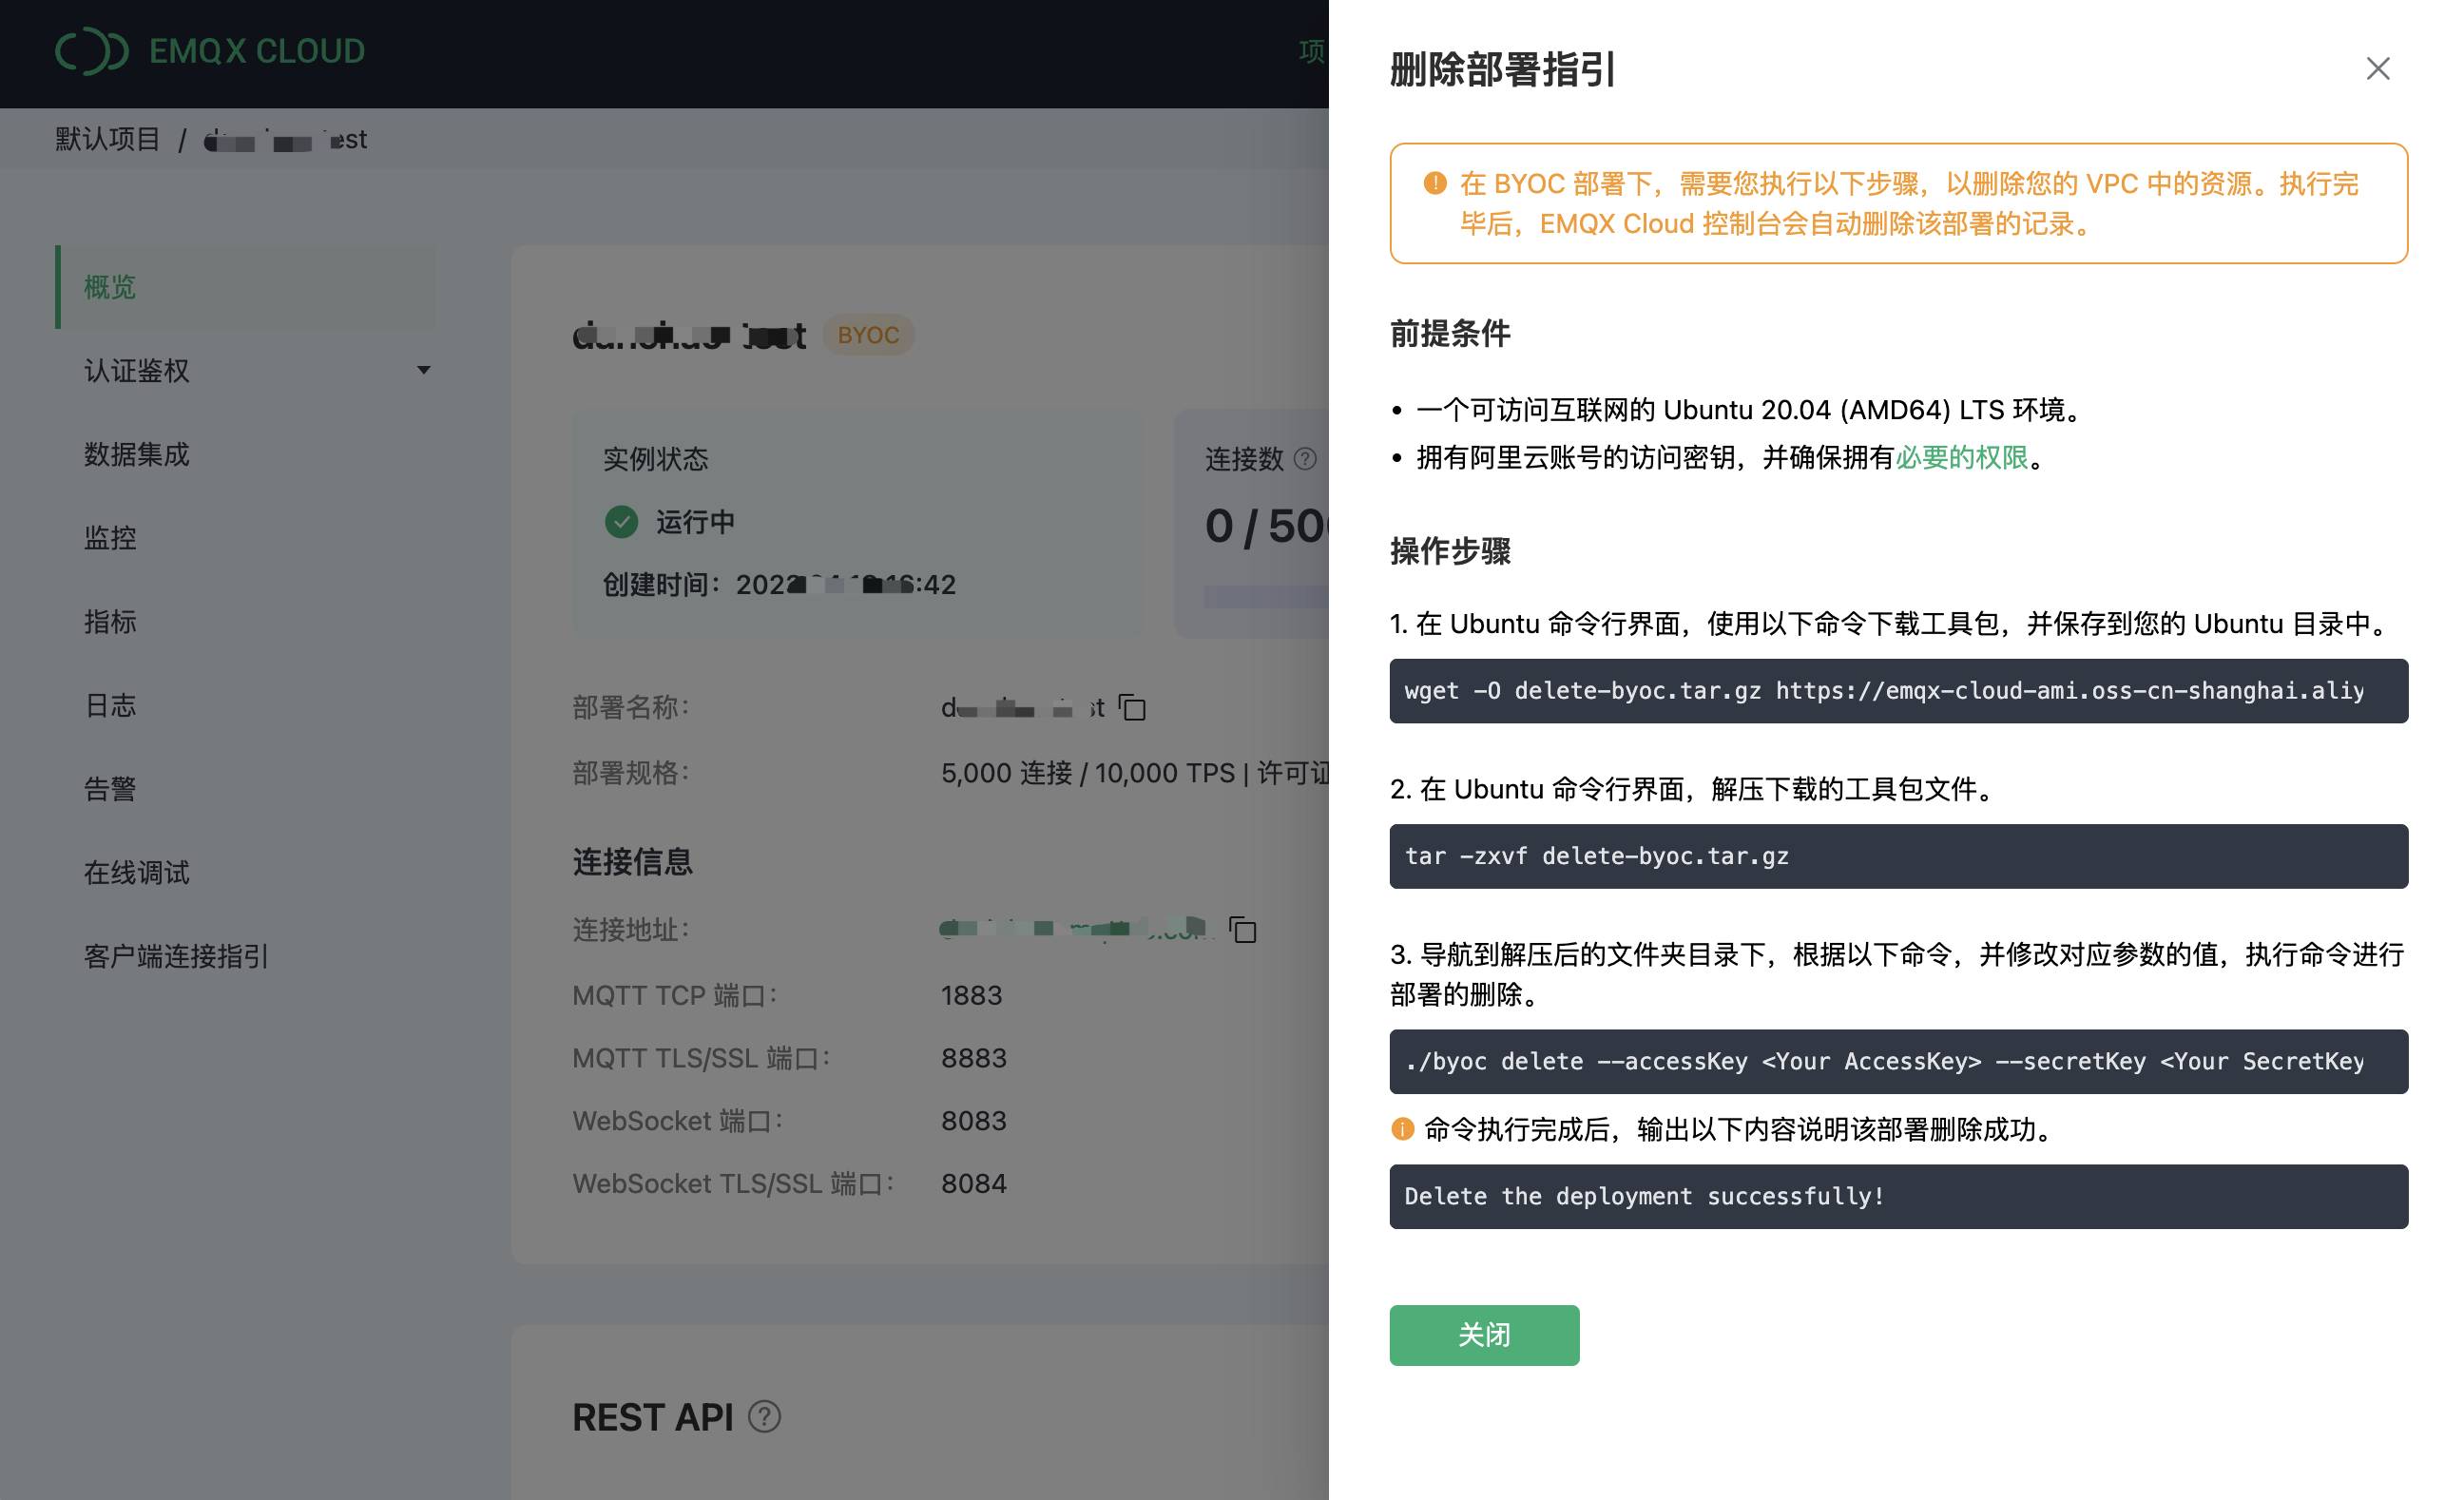 EMQX CLOUD
项
默认项目 /
概览
认证鉴权
数据集成
监控
指标
日志
告警
在线调试
客户端连接指引
BYOC
实例状态
运行中
创建时间：
连接数
0 / 500
部署名称：
部署规格：
5,000 连接 / 10,000 TPS | 许可证
连接信息
连接地址：
MQTT TCP 端口：
1883
MQTT TLS/SSL 端口：
8883
WebSocket 端口：
8083
WebSocket TLS/SSL 端口：
8084
REST API
删除部署指引
在 BYOC 部署下，需要您执行以下步骤，以删除您的 VPC 中的资源。执行完
毕后，EMQX Cloud 控制台会自动删除该部署的记录。
前提条件
• 一个可访问互联网的 Ubuntu 20.04 (AMD64) LTS 环境。
• 拥有阿里云账号的访问密钥，并确保拥有必要的权限。
操作步骤
1. 在 Ubuntu 命令行界面，使用以下命令下载工具包，并保存到您的 Ubuntu 目录中。
wget -O delete-byoc.tar.gz https://emqx-cloud-ami.oss-cn-shanghai.aliy
2. 在 Ubuntu 命令行界面，解压下载的工具包文件。
tar -zxvf delete-byoc.tar.gz
3. 导航到解压后的文件夹目录下，根据以下命令，并修改对应参数的值，执行命令进行
部署的删除。
./byoc delete --accessKey <Your AccessKey> --secretKey <Your SecretKey
命令执行完成后，输出以下内容说明该部署删除成功。
Delete the deployment successfully!
关闭